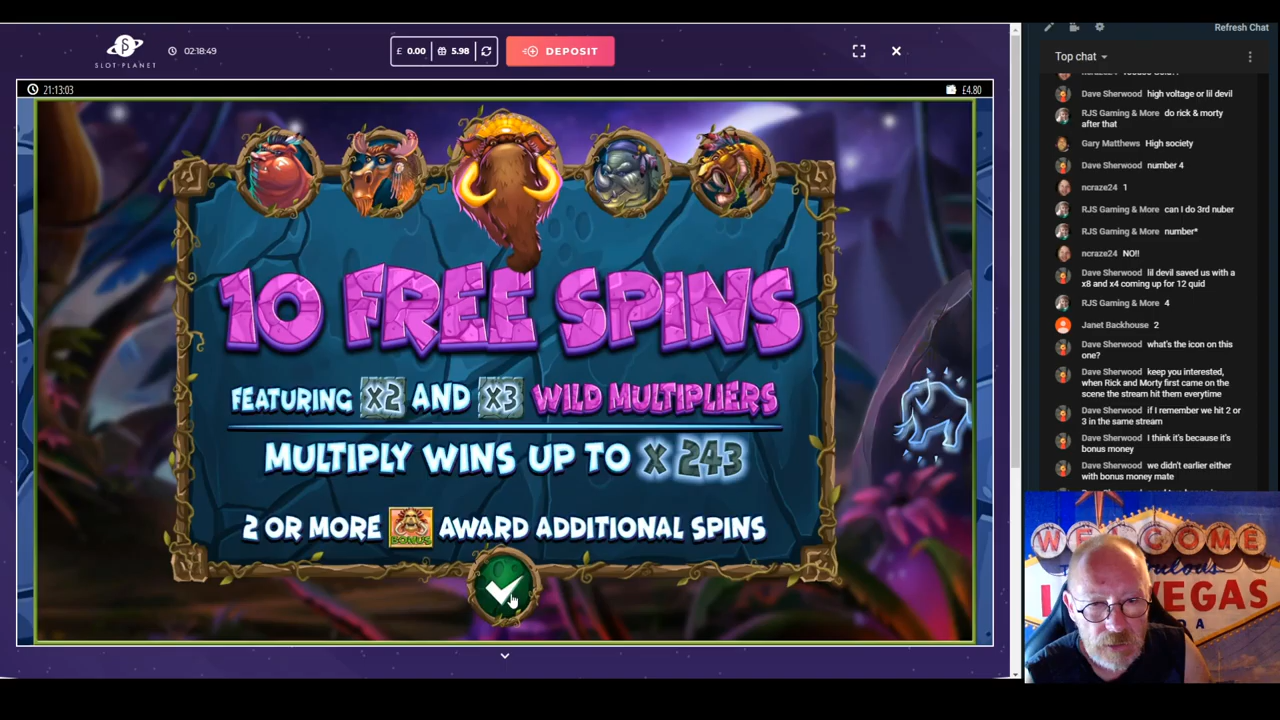 SLOT PLANET
02:18:49
£ 0.00
5.98
DEPOSIT
21:13:03
£4.80
10 FREE SPINS
FEATURING X2 AND X3 WILD MULTIPLIERS
MULTIPLY WINS UP TO X 243
2 OR MORE BONUS AWARD ADDITIONAL SPINS
Refresh Chat
Top chat
Dave Sherwood high voltage or lil devil
RJS Gaming & More do rick & morty
after that
Gary Matthews High society
Dave Sherwood number 4
ncraze24 1
RJS Gaming & More can I do 3rd nuber
RJS Gaming & More number*
ncraze24 NO!!
Dave Sherwood lil devil saved us with a
x8 and x4 coming up for 12 quid
RJS Gaming & More 4
Janet Backhouse 2
Dave Sherwood what's the icon on this
one?
Dave Sherwood keep you interested,
when Rick and Morty first came on the
scene the stream hit them everytime
Dave Sherwood if I remember we hit 2 or
3 in the same stream
Dave Sherwood I think it's because it's
bonus money
Dave Sherwood we didn't earlier either
with bonus money mate
WELCOME
VEGAS